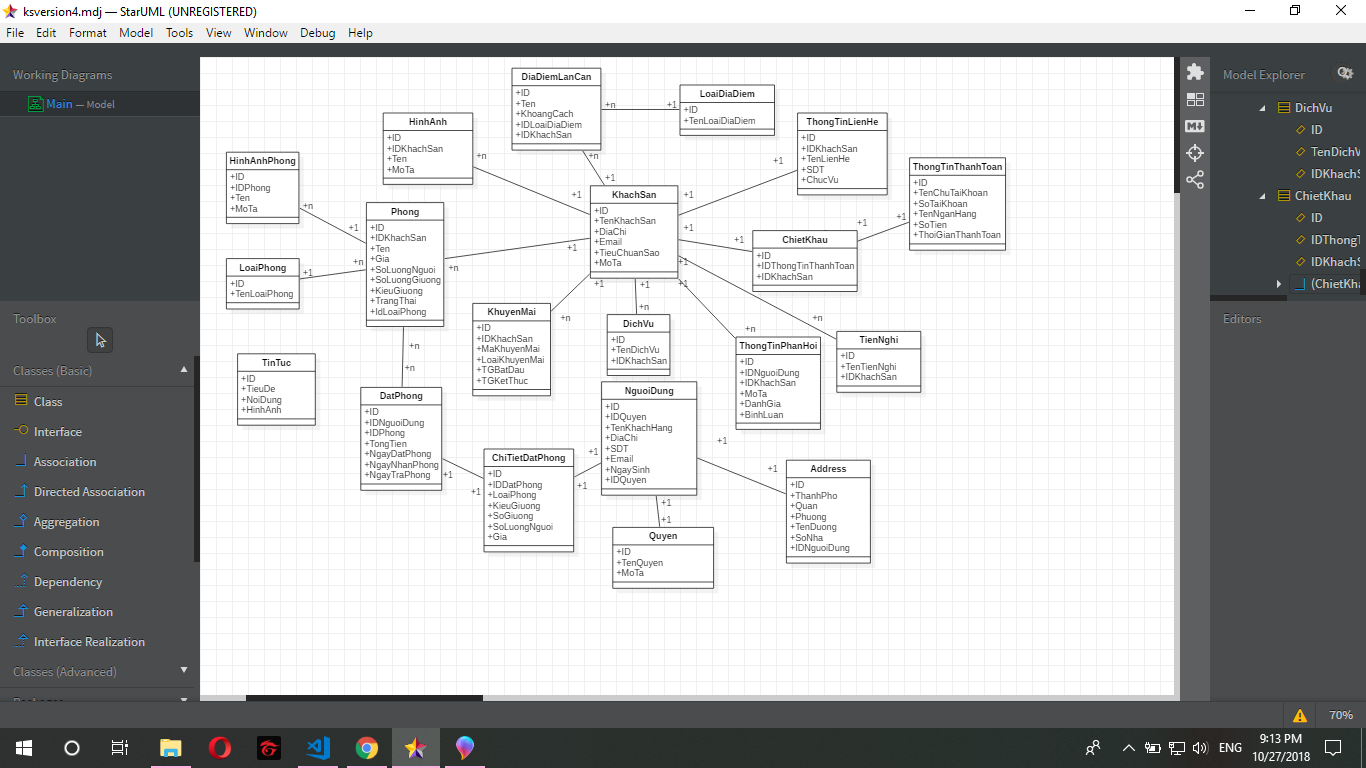 ksversion4.mdj — StarUML (UNREGISTERED)
File Edit Format Model Tools View Window Debug Help
Working Diagrams
Main — Model
Toolbox
Classes (Basic)
Class
Interface
Association
Directed Association
Aggregation
Composition
Dependency
Generalization
Interface Realization
Classes (Advanced)
DiaDiemLanCan
+ID
+Ten
+KhoangCach
+IDLoaiDiaDiem
+IDKhachSan
+n
+1
+n
+1
LoaiDiaDiem
+ID
+TenLoaiDiaDiem
HinhAnh
+ID
+IDKhachSan
+Ten
+MoTa
+n
+1
ThongTinLienHe
+ID
+IDKhachSan
+TenLienHe
+SDT
+ChucVu
+1
+1
ThongTinThanhToan
+ID
+TenChuTaiKhoan
+SoTaiKhoan
+TenNganHang
+SoTien
+ThoiGianThanhToan
+1
+1
HinhAnhPhong
+ID
+IDPhong
+Ten
+MoTa
+n
+1
Phong
+ID
+IDKhachSan
+Ten
+Gia
+SoLuongNguoi
+SoLuongGiuong
+KieuGiuong
+TrangThai
+IdLoaiPhong
+n
+n
+1
KhachSan
+ID
+TenKhachSan
+DiaChi
+Email
+TieuChuanSao
+MoTa
+1
+1
+1
+1
+1
+1
ChietKhau
+ID
+IDThongTinThanhToan
+IDKhachSan
LoaiPhong
+ID
+TenLoaiPhong
+1
KhuyenMai
+ID
+IDKhachSan
+MaKhuyenMai
+LoaiKhuyenMai
+TGBatDau
+TGKetThuc
+n
+n
DichVu
+ID
+TenDichVu
+IDKhachSan
+n
ThongTinPhanHoi
+ID
+IDNguoiDung
+IDKhachSan
+MoTa
+DanhGia
+BinhLuan
+n
TienNghi
+ID
+TenTienNghi
+IDKhachSan
TinTuc
+ID
+TieuDe
+NoiDung
+HinhAnh
+n
+n
DatPhong
+ID
+IDNguoiDung
+IDPhong
+TongTien
+NgayDatPhong
+NgayNhanPhong
+NgayTraPhong
+1
+1
NguoiDung
+ID
+IDQuyen
+TenKhachHang
+DiaChi
+SDT
+Email
+NgaySinh
+IDQuyen
+1
+1
ChiTietDatPhong
+ID
+IDDatPhong
+LoaiPhong
+KieuGiuong
+SoGiuong
+SoLuongNguoi
+Gia
+1
+1
Address
+ID
+ThanhPho
+Quan
+Phuong
+TenDuong
+SoNha
+IDNguoiDung
+1
+1
Quyen
+ID
+TenQuyen
+MoTa
Model Explorer
DichVu
ID
TenDichV
IDKhachS
ChietKhau
ID
IDThongT
IDKhachS
(ChietKha
Editors
70%
ENG
9:13 PM
10/27/2018